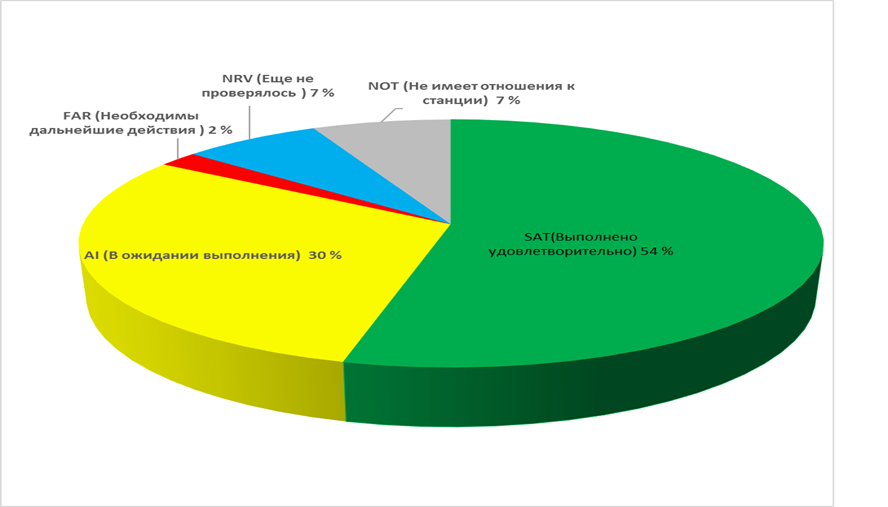 NRV (Еще не
проверялось ) 7 %
NOT (Не имеет отношения к
станции) 7 %
FAR (Необходимы
дальнейшие действия ) 2 %
SAT(Выполнено
удовлетворительно) 54 %
AI (В ожидании выполнения) 30 %